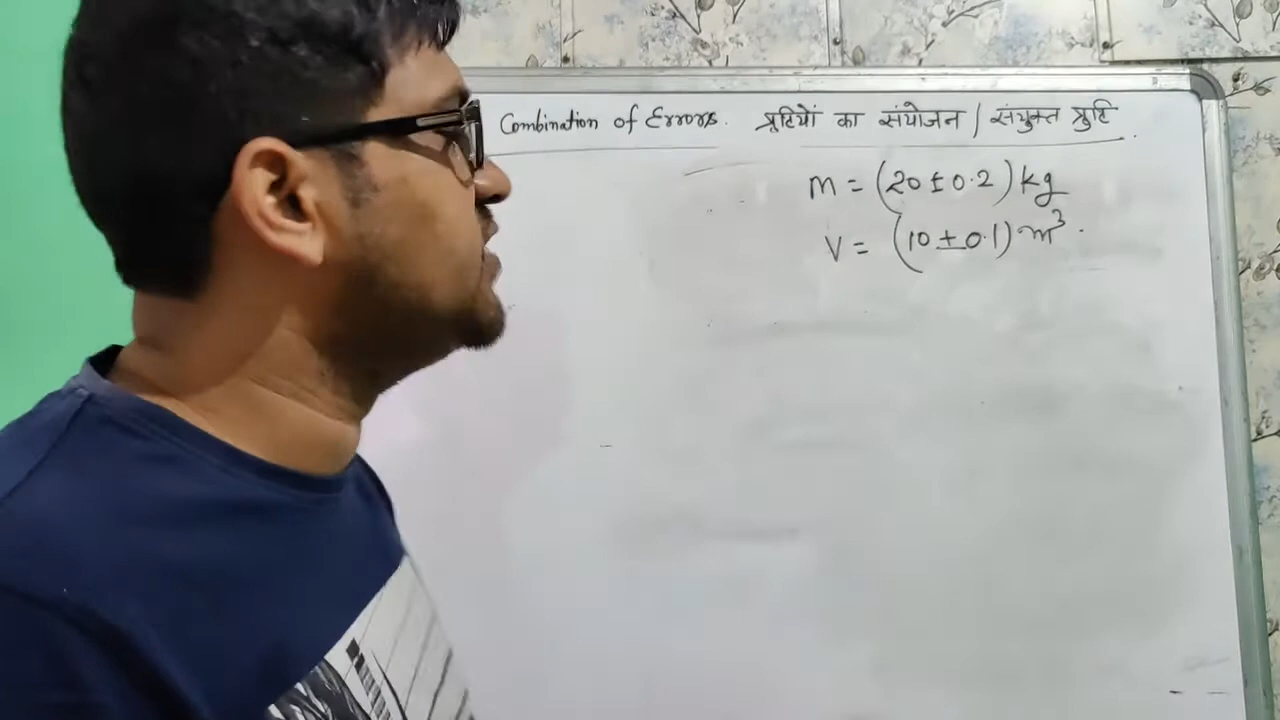 Combination of Errors. त्रुटियों का संयोजन / संयुक्त त्रुटि
m = (20 ± 0.2) kg
V = (10 ± 0.1) m³.